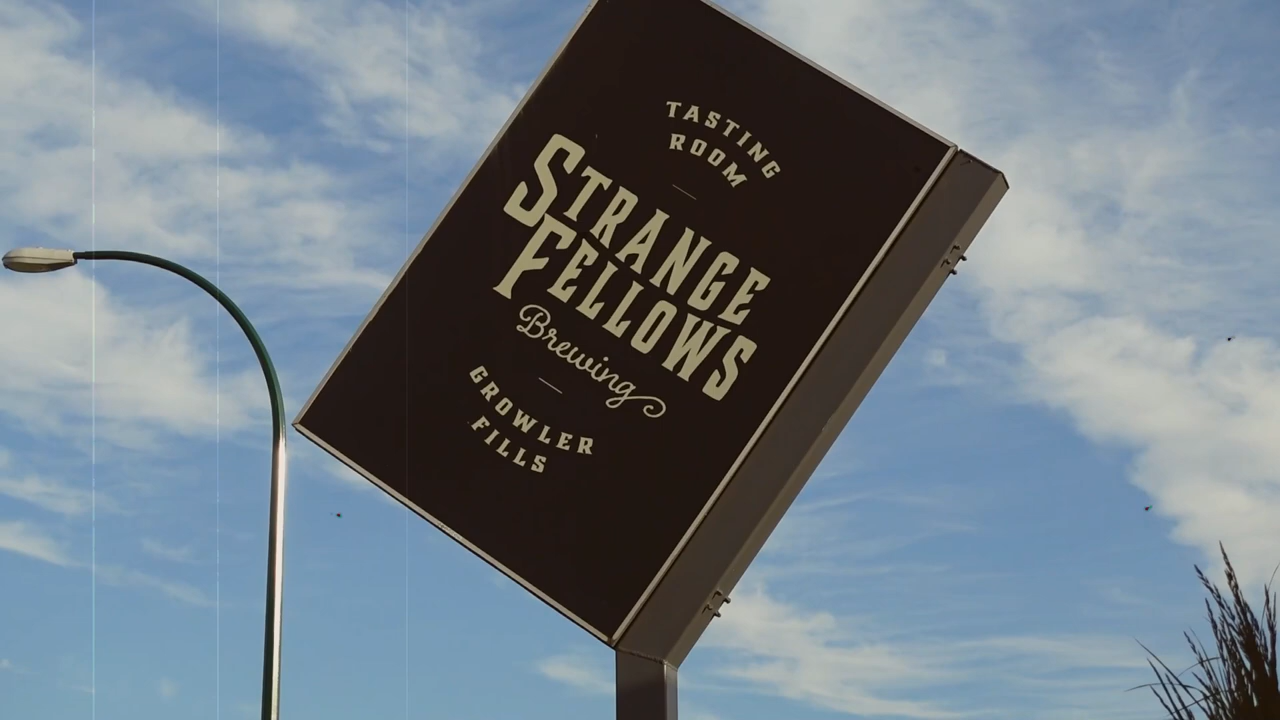 TASTING
ROOM
STRANGE
FELLOWS
Brewing
GROWLER
FILLS